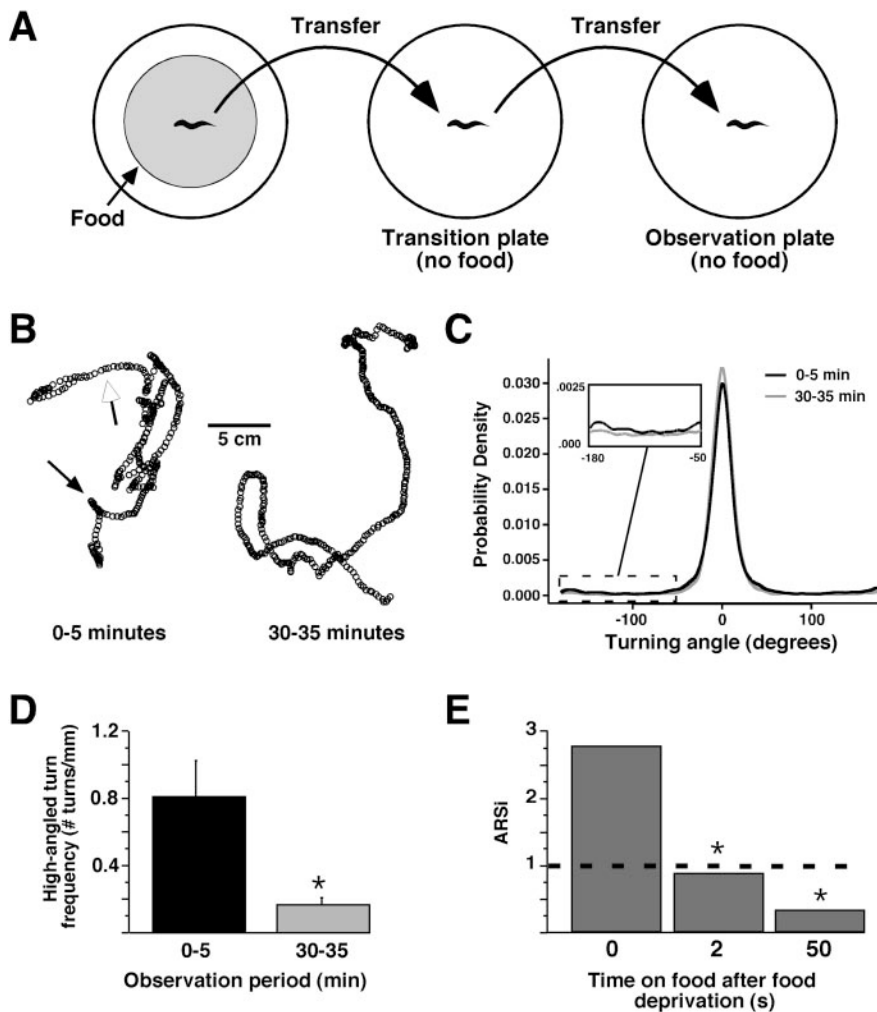 A
Transfer
Transfer
Food
Transition plate
(no food)
Observation plate
(no food)
B
5 cm
0-5 minutes
30-35 minutes
C
Probability Density
0.030
0.025
0.020
0.015
0.010
0.005
0.000
.0025
.000
-180
-50
0-5 min
30-35 min
-100
0
100
Turning angle (degrees)
D
High-angled turn
frequency (# turns/mm)
1.2
0.8
0.4
*
0-5
30-35
Observation period (min)
E
ARSi
3
2
1
*
*
0
2
50
Time on food after food
deprivation (s)